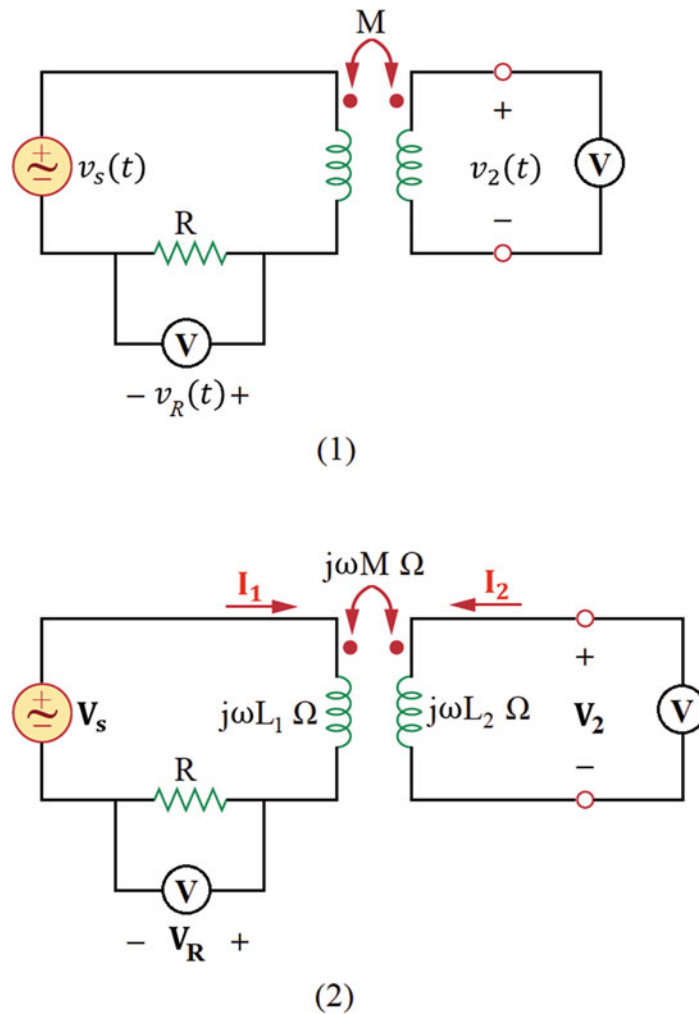 M
+
v_s(t)
v_2(t)
V
R
−
V
− v_R(t) +
(1)
jωM Ω
I_1
I_2
+
V_s
jωL_1 Ω
jωL_2 Ω
V_2
V
R
−
V
− V_R +
(2)